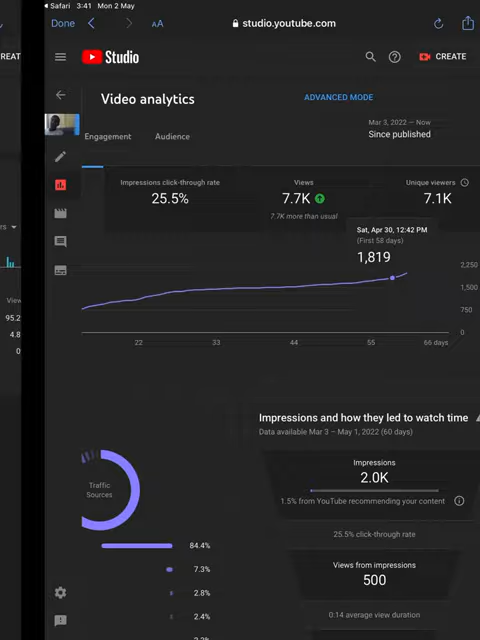 Safari 3:41 Mon 2 May
Done AA studio.youtube.com
REAT
Studio CREATE
Video analytics ADVANCED MODE
Engagement Audience
Mar 3, 2022 – Now
Since published
Impressions click-through rate Views Unique viewers
25.5% 7.7K 7.1K
7.7K more than usual
Sat, Apr 30, 12:42 PM
(First 58 days)
1,819
2,250
1,500
750
0
22 33 44 55 66 days
rs
View
95.2
4.8
0
Impressions and how they led to watch time
Data available Mar 3 – May 1, 2022 (60 days)
Impressions
2.0K
1.5% from YouTube recommending your content
25.5% click-through rate
Views from impressions
500
0:14 average view duration
Traffic
Sources
84.4%
7.3%
2.8%
2.4%